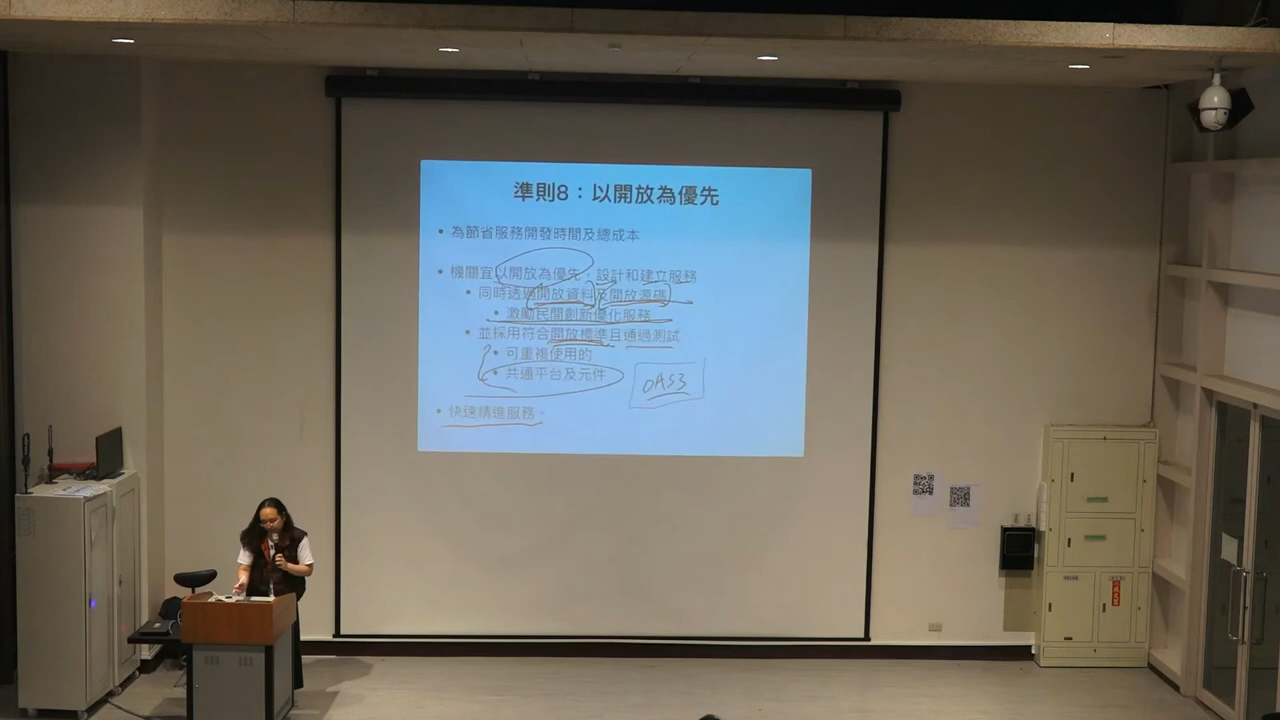 準則8：以開放為優先
• 為節省服務開發時間及總成本
• 機關宜以開放為優先，設計和建立服務
• 同時透過開放資料及開放源碼
• 激勵民間創新優化服務
• 並採用符合開放標準且通過測試
• 可重複使用的
• 共通平台及元件
OAS3
• 快速精進服務。